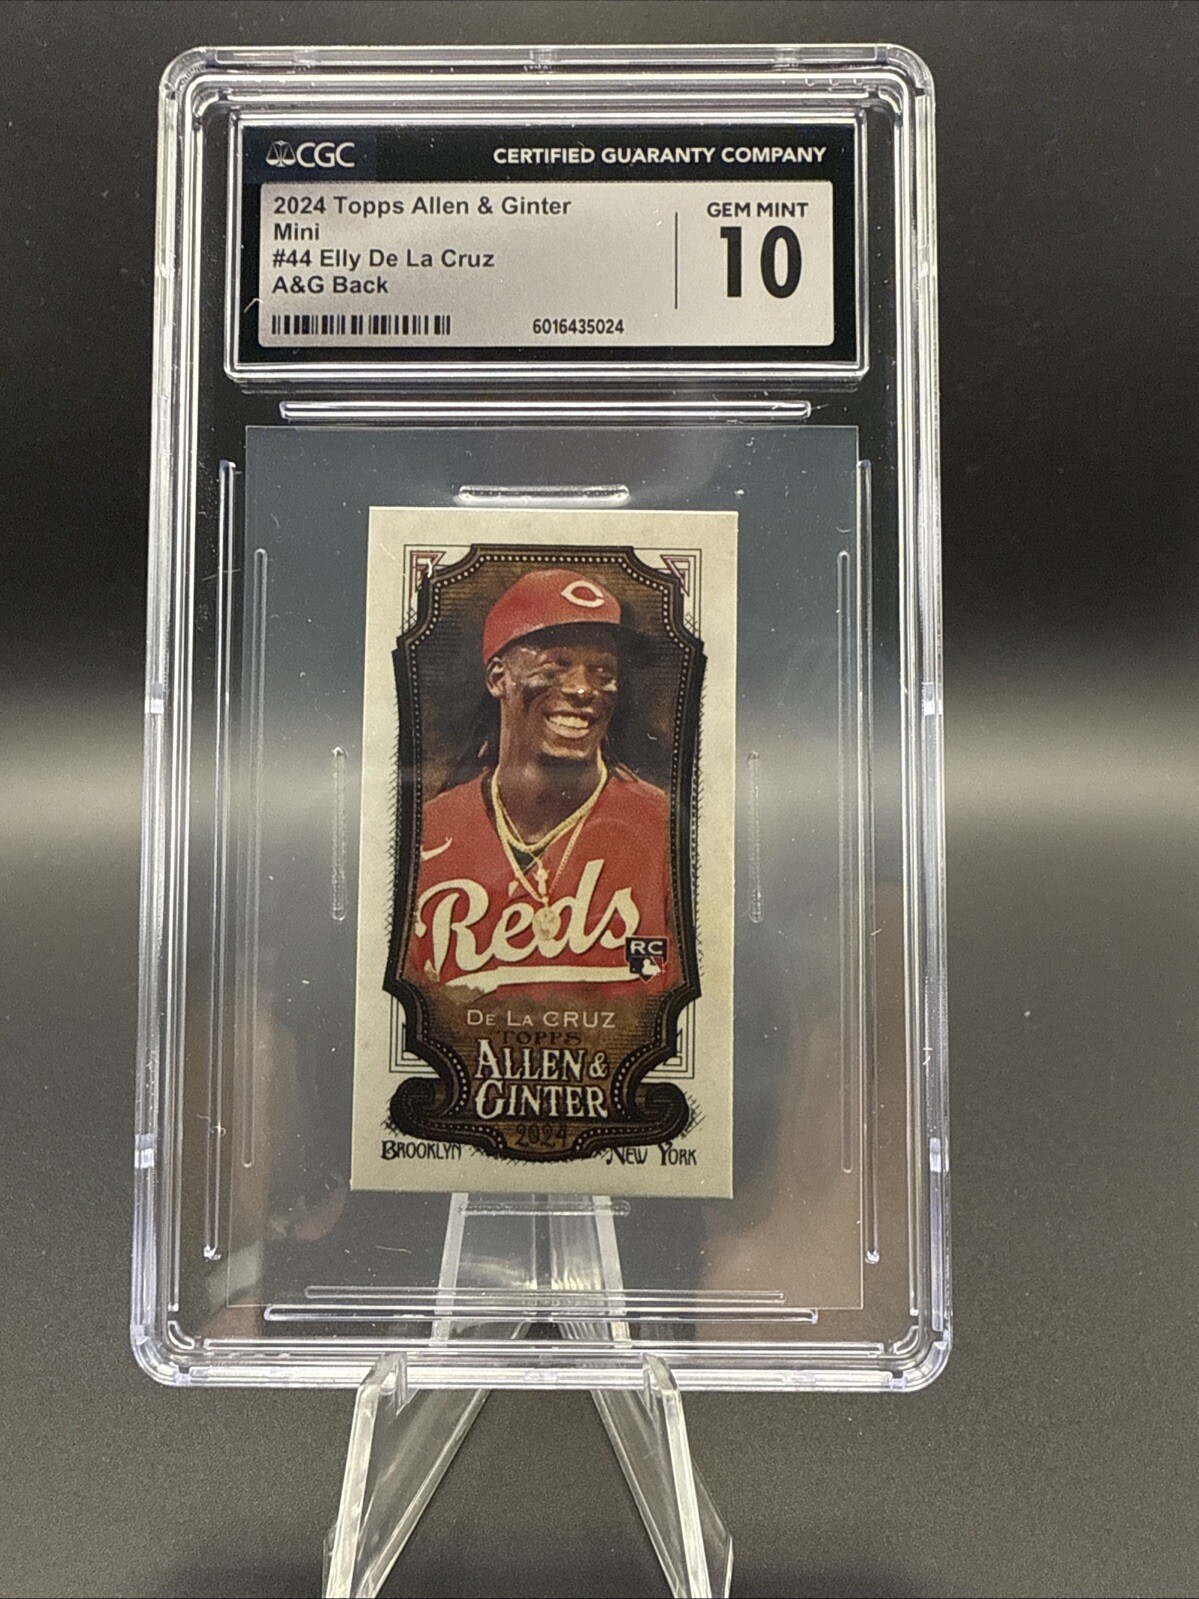 CGC
CERTIFIED GUARANTY COMPANY
2024 Topps Allen & Ginter
Mini
#44 Elly De La Cruz
A&G Back
GEM MINT
10
6016435024
C
Reds
RC
DE LA CRUZ
TOPPS
ALLEN &
GINTER
2024
BROOKLYN
NEW YORK